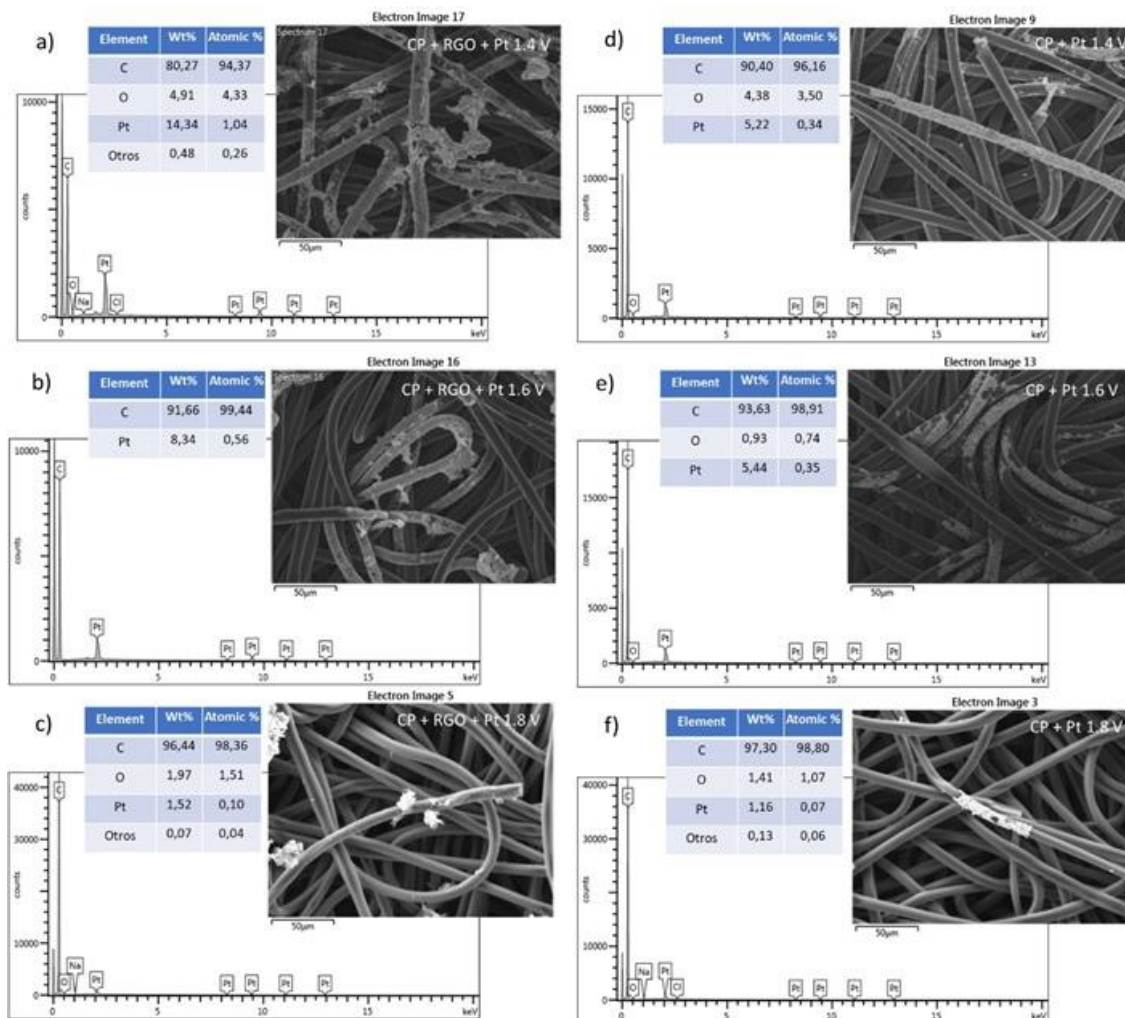 Electron Image 17
a)
Element Wt% Atomic %
C 80,27 94,37
O 4,91 4,33
Pt 14,34 1,04
Otros 0,48 0,26
Spectrum 17
CP + RGO + Pt 1.4 V
50µm
10000
counts
0
C
O
Na
Pt
Cl
Pt
Pt
Pt
Pt
0 5 10 15 keV
Electron Image 9
d)
Element Wt% Atomic %
C 90,40 96,16
O 4,38 3,50
Pt 5,22 0,34
CP + Pt 1.4 V
50µm
15000
10000
5000
0
counts
C
O
Pt
Pt
Pt
Pt
Pt
0 5 10 15 keV
Electron Image 16
b)
Element Wt% Atomic %
C 91,66 99,44
Pt 8,34 0,56
Spectrum 16
CP + RGO + Pt 1.6 V
50µm
10000
counts
0
C
Pt
Pt
Pt
Pt
Pt
0 5 10 15 keV
Electron Image 13
e)
Element Wt% Atomic %
C 93,63 98,91
O 0,93 0,74
Pt 5,44 0,35
CP + Pt 1.6 V
50µm
15000
10000
5000
0
counts
C
O
Pt
Pt
Pt
Pt
Pt
0 5 10 15 keV
Electron Image 5
c)
Element Wt% Atomic %
C 96,44 98,36
O 1,97 1,51
Pt 1,52 0,10
Otros 0,07 0,04
CP + RGO + Pt 1.8 V
50µm
40000
30000
20000
10000
0
counts
C
O
Na
Pt
Pt
Pt
Pt
Pt
0 5 10 15 keV
Electron Image 3
f)
Element Wt% Atomic %
C 97,30 98,80
O 1,41 1,07
Pt 1,16 0,07
Otros 0,13 0,06
CP + Pt 1.8 V
50µm
40000
30000
20000
10000
0
counts
C
O
Na
Pt
Cl
Pt
Pt
Pt
Pt
0 5 10 15 keV